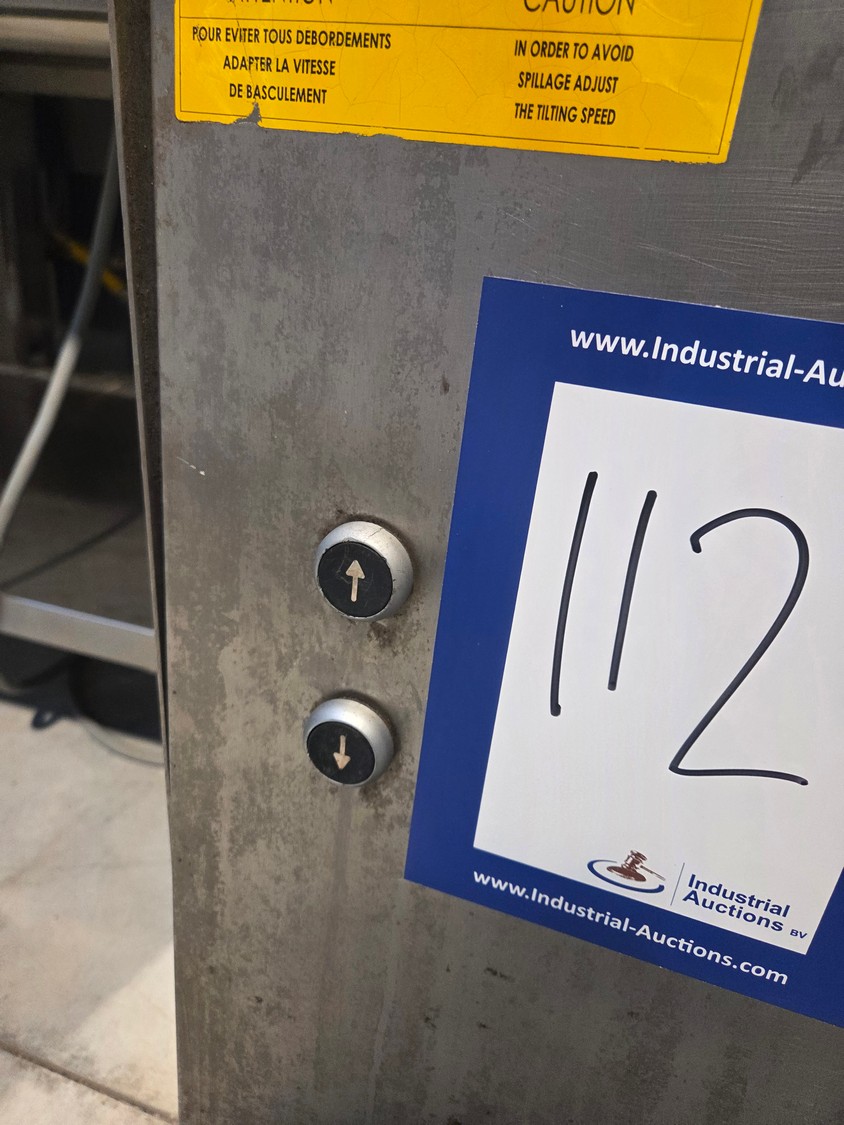 ATTENTION
CAUTION
POUR EVITER TOUS DEBORDEMENTS
ADAPTER LA VITESSE
DE BASCULEMENT
IN ORDER TO AVOID
SPILLAGE ADJUST
THE TILTING SPEED
www.Industrial-Au
112
Industrial
Auctions BV
www.Industrial-Auctions.com